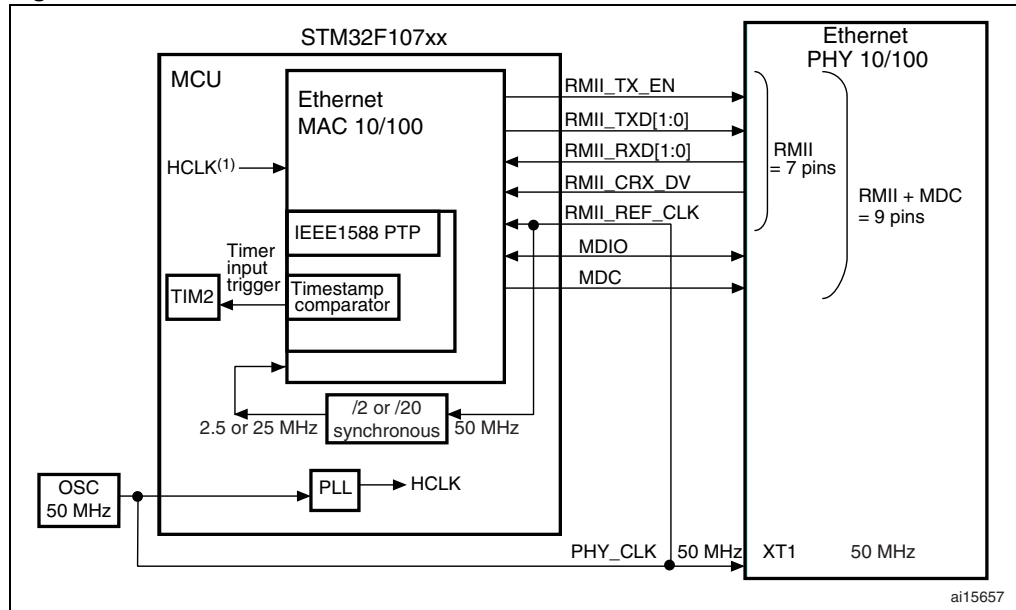 STM32F107xx
MCU
Ethernet
MAC 10/100
HCLK(1)
IEEE1588 PTP
Timer
input
trigger
TIM2
Timestamp
comparator
/2 or /20
synchronous
2.5 or 25 MHz
50 MHz
OSC
50 MHz
PLL
HCLK
RMII_TX_EN
RMII_TXD[1:0]
RMII_RXD[1:0]
RMII_CRX_DV
RMII_REF_CLK
MDIO
MDC
Ethernet
PHY 10/100
RMII
= 7 pins
RMII + MDC
= 9 pins
PHY_CLK 50 MHz
XT1 50 MHz
ai15657